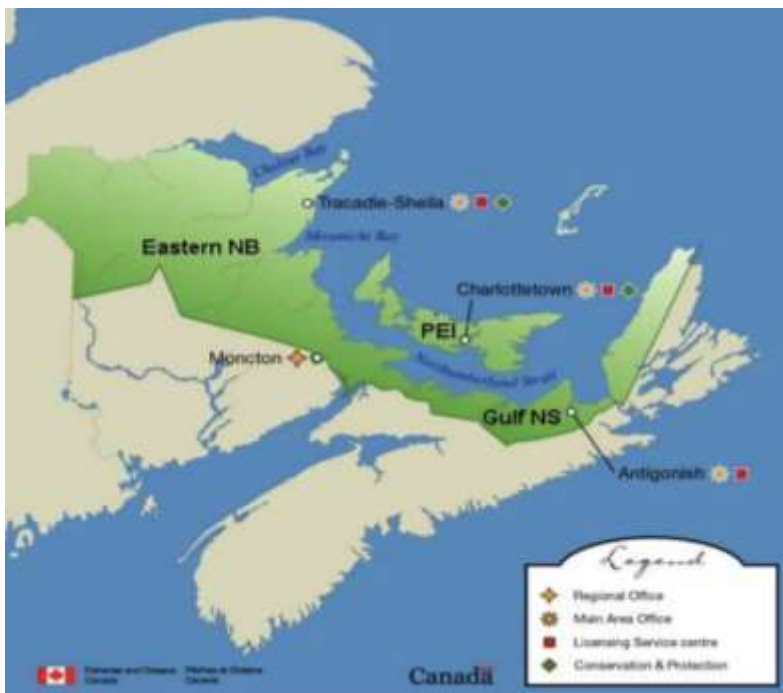 Chaleur Bay
Tracadie-Sheila
Miramichi Bay
Eastern NB
Charlottetown
PEI
Moncton
Northumberland Strait
Gulf NS
Antigonish
Legend
Regional Office
Main Area Office
Licensing Service centre
Conservation & Protection
Fisheries and Oceans
Canada
Pêches et Océans
Canada
Canada